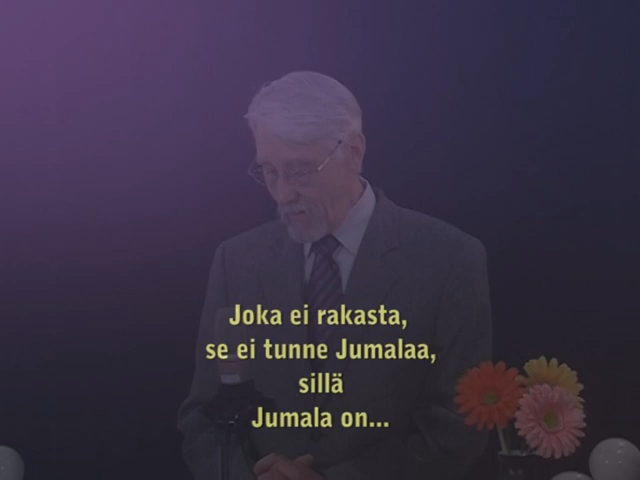 Joka ei rakasta,
se ei tunne Jumalaa,
sillä
Jumala on...